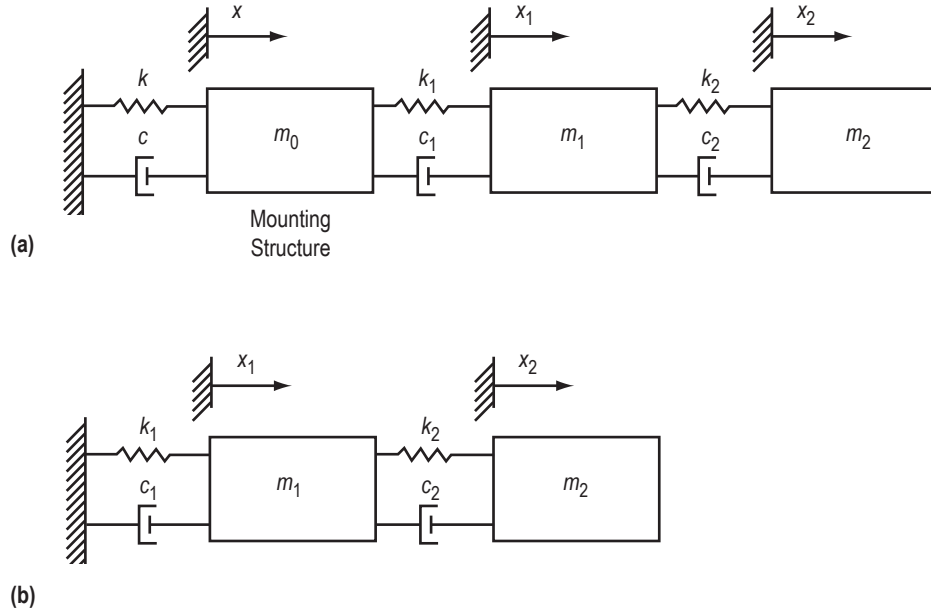 x x₁ x₂
k k₁ k₂
c m₀ c₁ m₁ c₂ m₂
Mounting
Structure
(a)
x₁ x₂
k₁ k₂
c₁ m₁ c₂ m₂
(b)